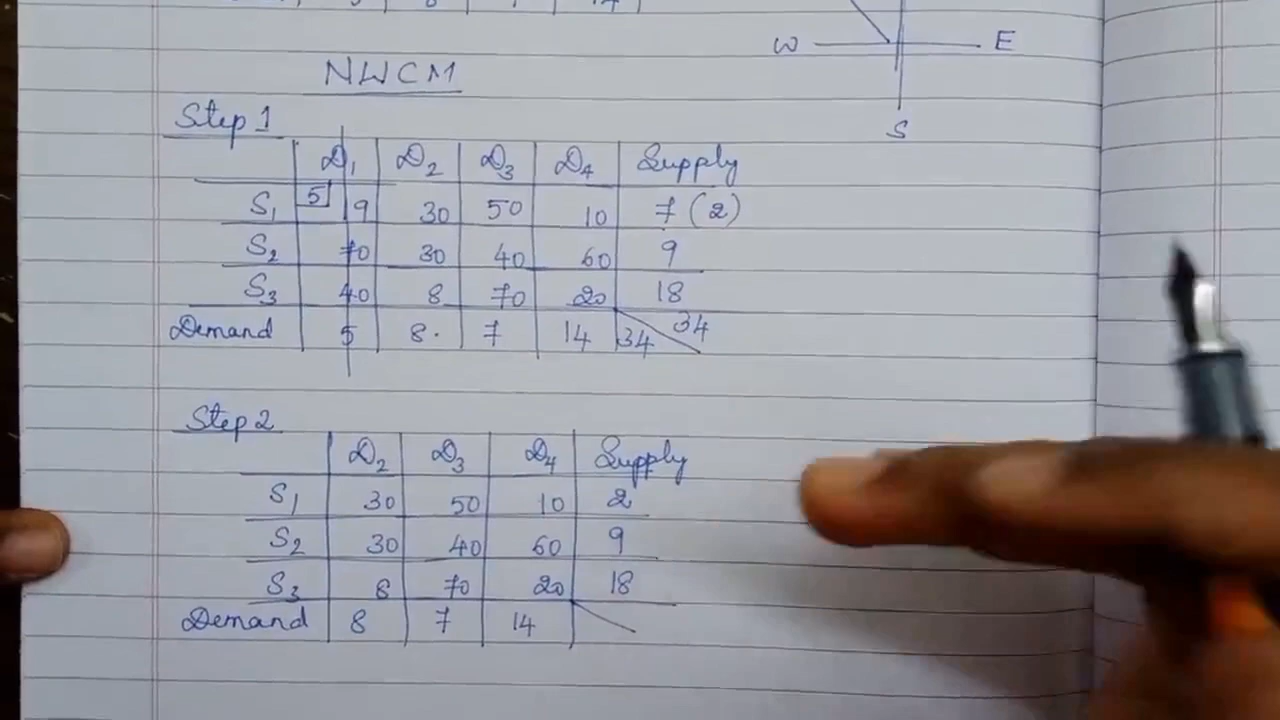 W E
S
NWCM
Step 1
D1 D2 D3 D4 Supply
S1 5 9 30 50 10 7 (2)
S2 70 30 40 60 9
S3 40 8 70 20 18
Demand 5 8 7 14 34 34
Step 2
D2 D3 D4 Supply
S1 30 50 10 2
S2 30 40 60 9
S3 8 70 20 18
Demand 8 7 14